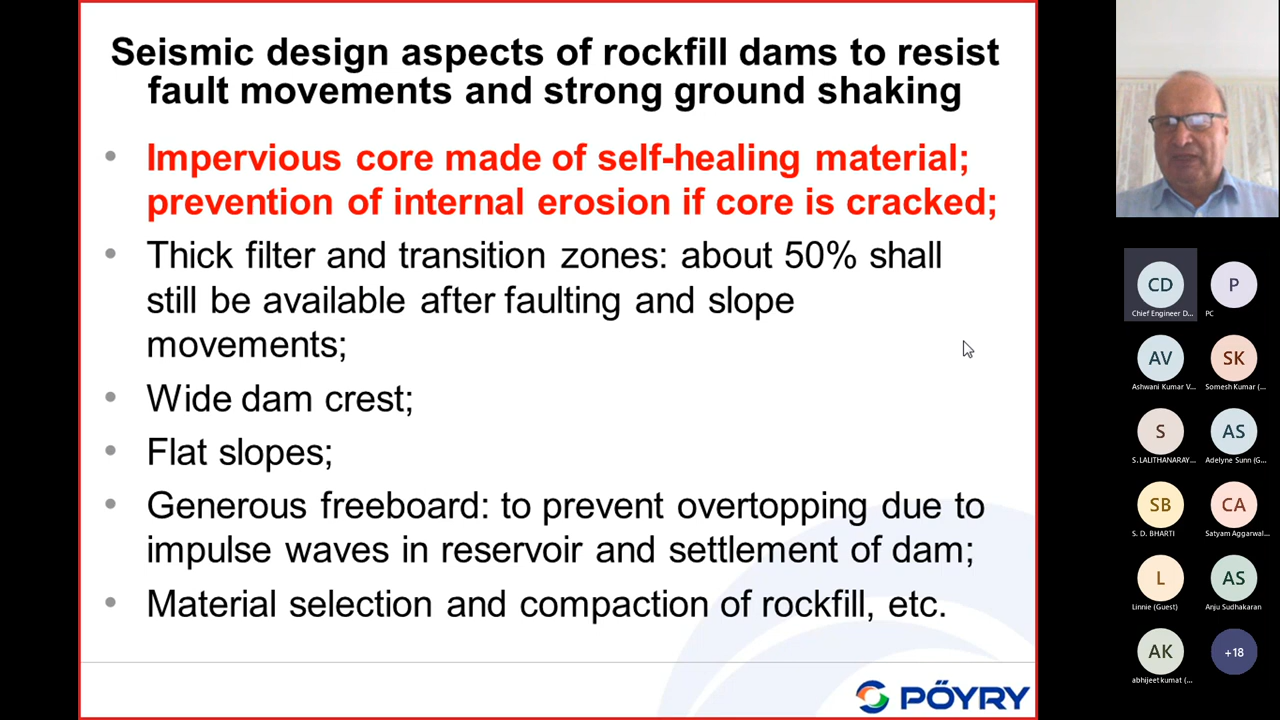 Seismic design aspects of rockfill dams to resist
fault movements and strong ground shaking
• Impervious core made of self-healing material;
prevention of internal erosion if core is cracked;
• Thick filter and transition zones: about 50% shall
still be available after faulting and slope
movements;
• Wide dam crest;
• Flat slopes;
• Generous freeboard: to prevent overtopping due to
impulse waves in reservoir and settlement of dam;
• Material selection and compaction of rockfill, etc.
PŐYRY
CD
Chief Engineer D...
P
PC
AV
Ashwani Kumar V...
SK
Somesh Kumar (...
S
S. LALITHANARAY...
AS
Adelyne Sunn (G...
SB
S. D. BHARTI
CA
Satyam Aggarwal...
L
Linnie (Guest)
AS
Anju Sudhakaran
AK
abhijeet kumat (...
+18